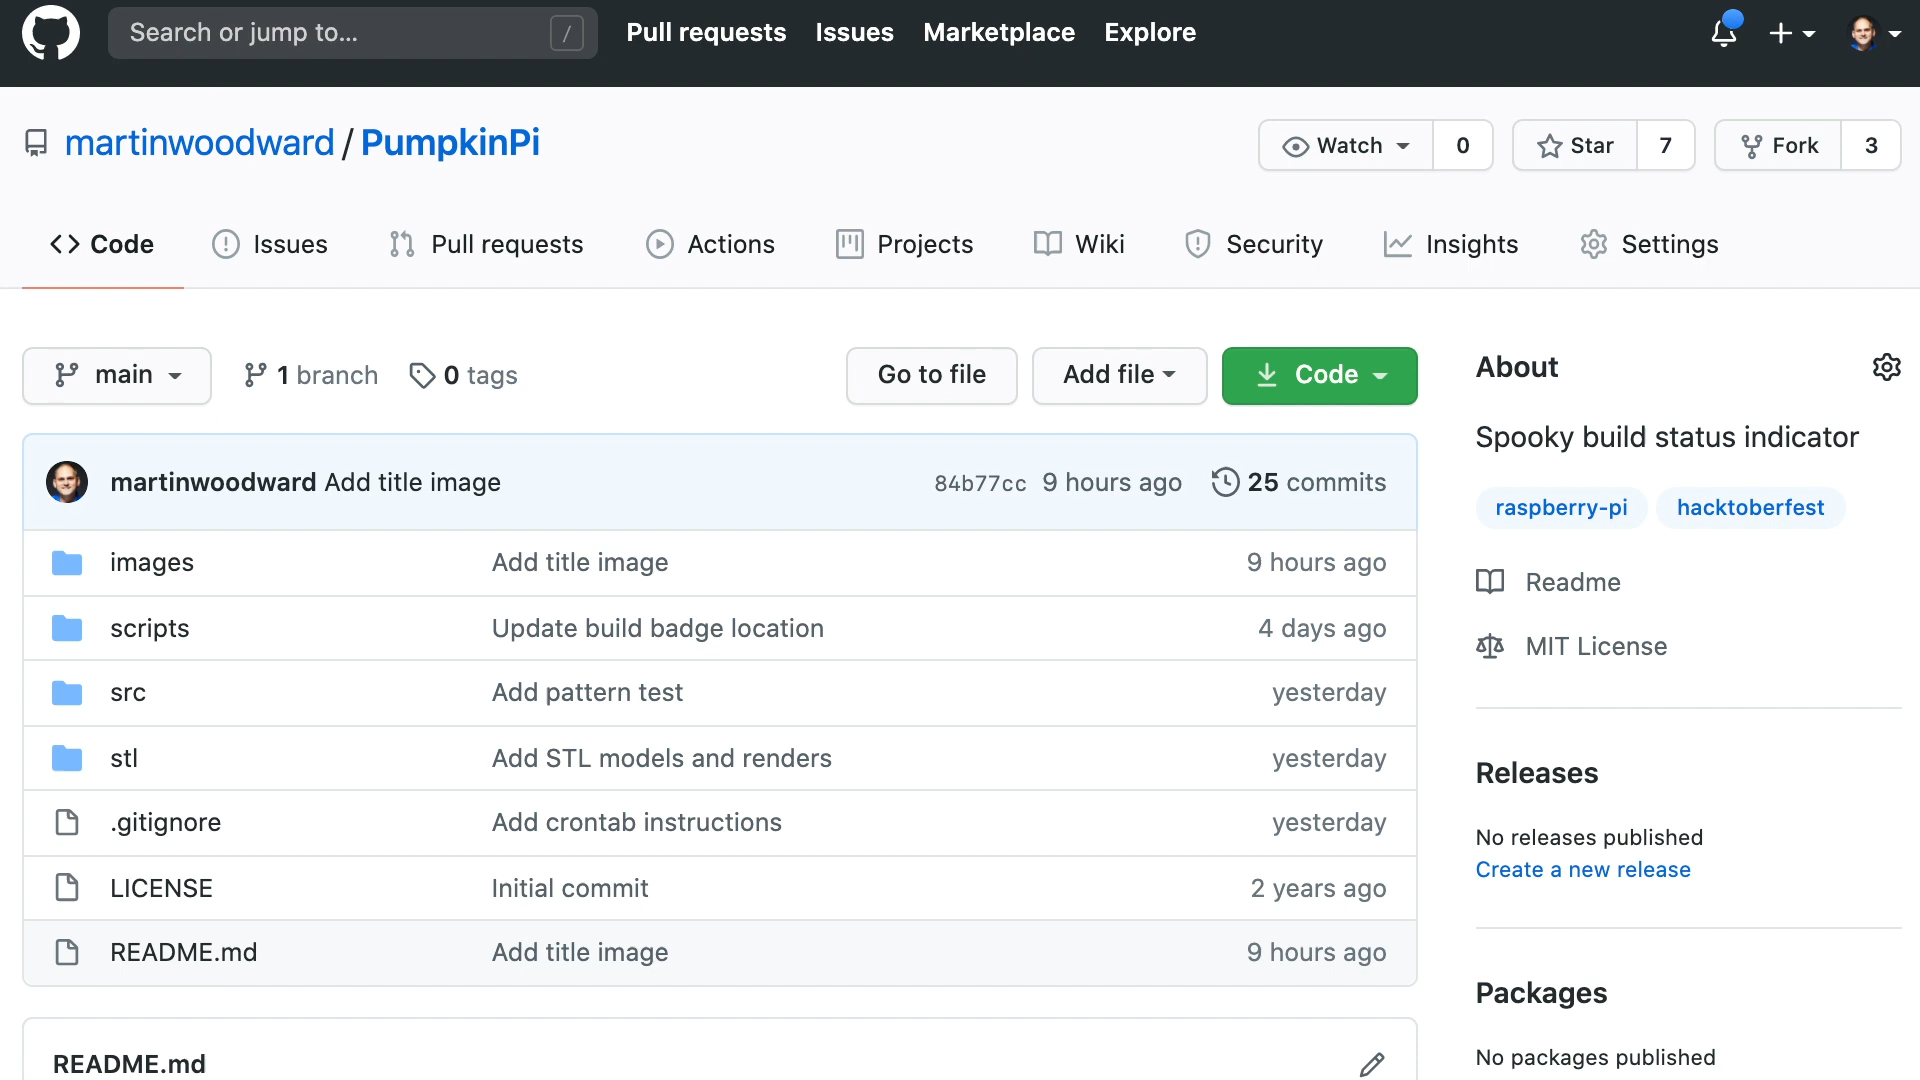 Search or jump to... /
Pull requests Issues Marketplace Explore
martinwoodward / PumpkinPi
Watch 0 Star 7 Fork 3
Code Issues Pull requests Actions Projects Wiki Security Insights Settings
main 1 branch 0 tags Go to file Add file Code
martinwoodward Add title image 84b77cc 9 hours ago 25 commits
images Add title image 9 hours ago
scripts Update build badge location 4 days ago
src Add pattern test yesterday
stl Add STL models and renders yesterday
.gitignore Add crontab instructions yesterday
LICENSE Initial commit 2 years ago
README.md Add title image 9 hours ago
README.md
About
Spooky build status indicator
raspberry-pi hacktoberfest
Readme
MIT License
Releases
No releases published
Create a new release
Packages
No packages published